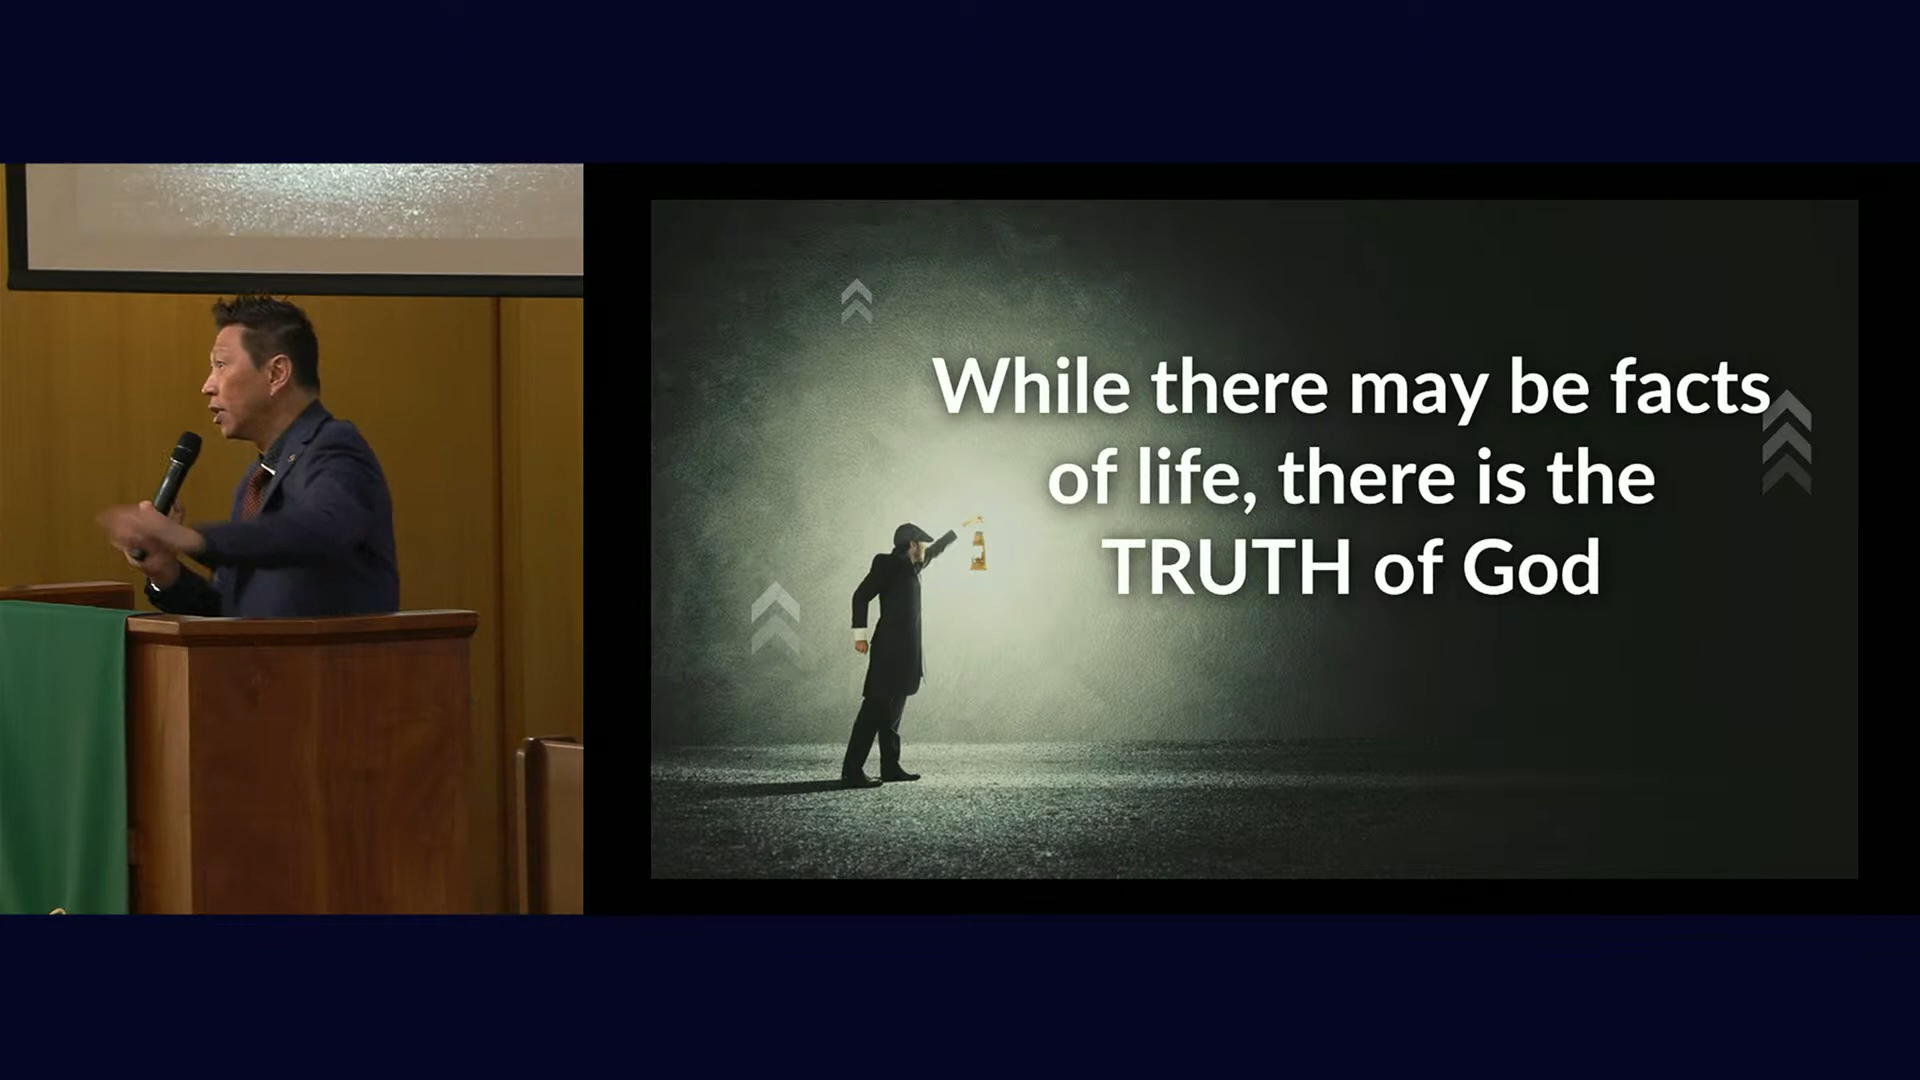 While there may be facts
of life, there is the
TRUTH of God